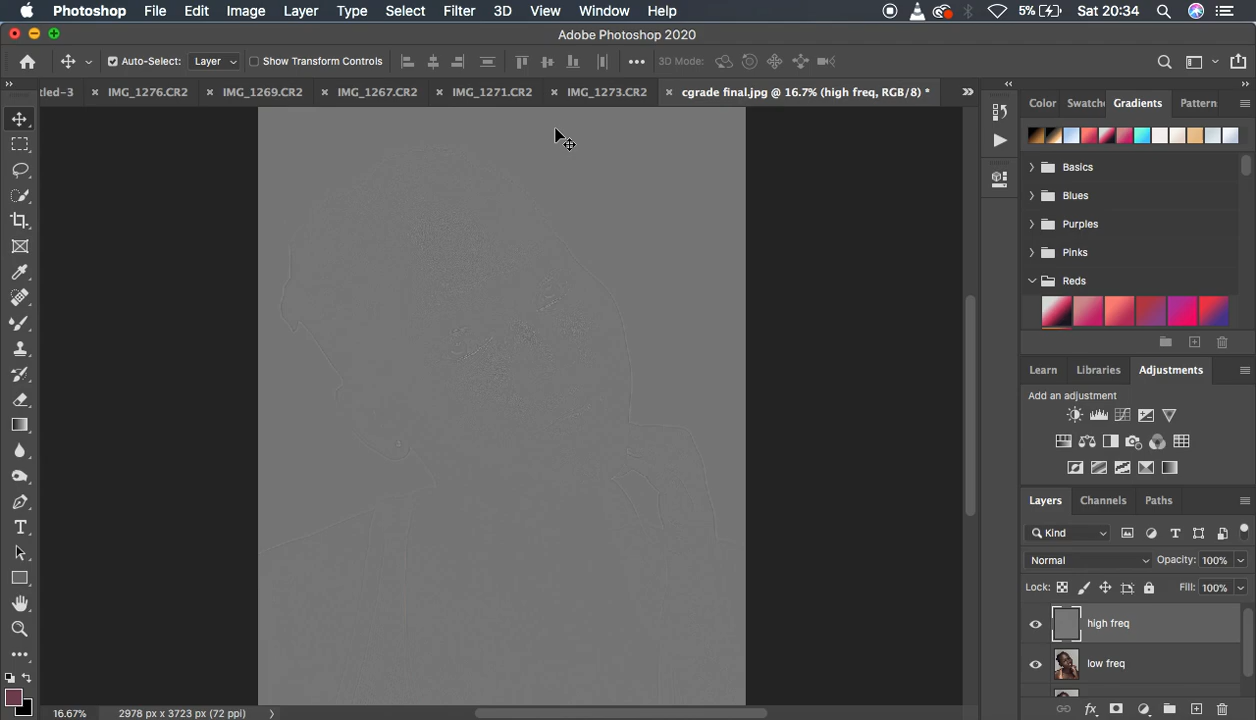 Photoshop File Edit Image Layer Type Select Filter 3D View Window Help 5% Sat 20:34
Adobe Photoshop 2020
Auto-Select: Layer Show Transform Controls 3D Mode:
tled-3 IMG_1276.CR2 IMG_1269.CR2 IMG_1267.CR2 IMG_1271.CR2 IMG_1273.CR2 cgrade final.jpg @ 16.7% (high freq, RGB/8) *
Color Swatche Gradients Pattern
Basics
Blues
Purples
Pinks
Reds
Learn Libraries Adjustments
Add an adjustment
Layers Channels Paths
Kind
Normal Opacity: 100%
Lock: Fill: 100%
high freq
low freq
16.67% 2978 px x 3723 px (72 ppi)